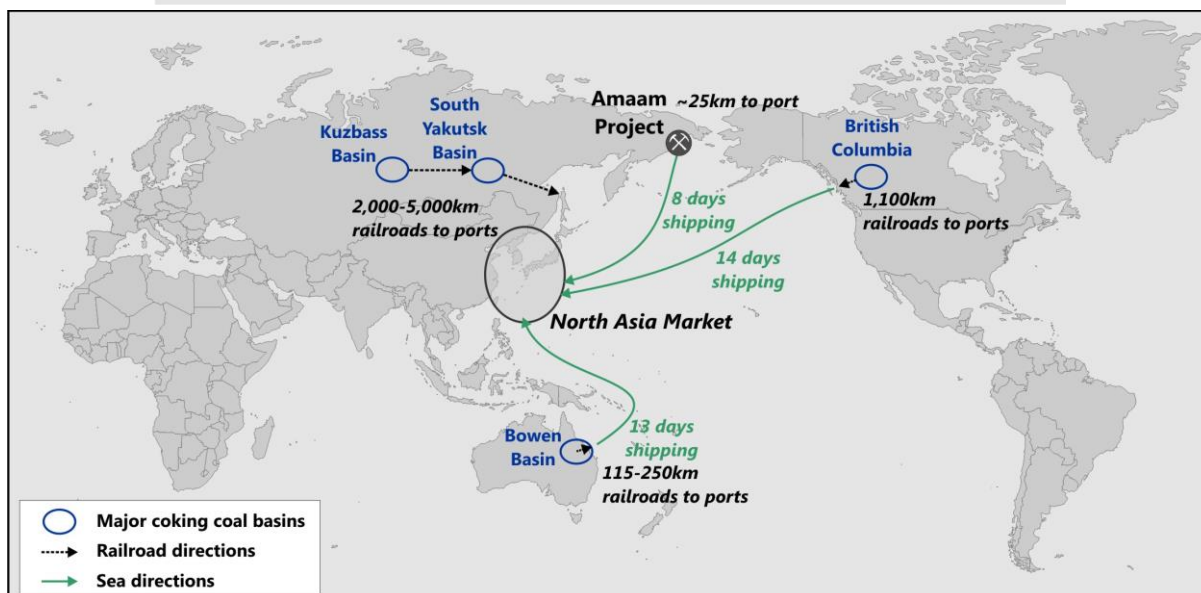 Kuzbass
Basin
South
Yakutsk
Basin
Amaam
Project
~25km to port
British
Columbia
2,000-5,000km
railroads to ports
8 days
shipping
1,100km
railroads to ports
14 days
shipping
North Asia Market
Bowen
Basin
13 days
shipping
115-250km
railroads to ports
Major coking coal basins
Railroad directions
Sea directions